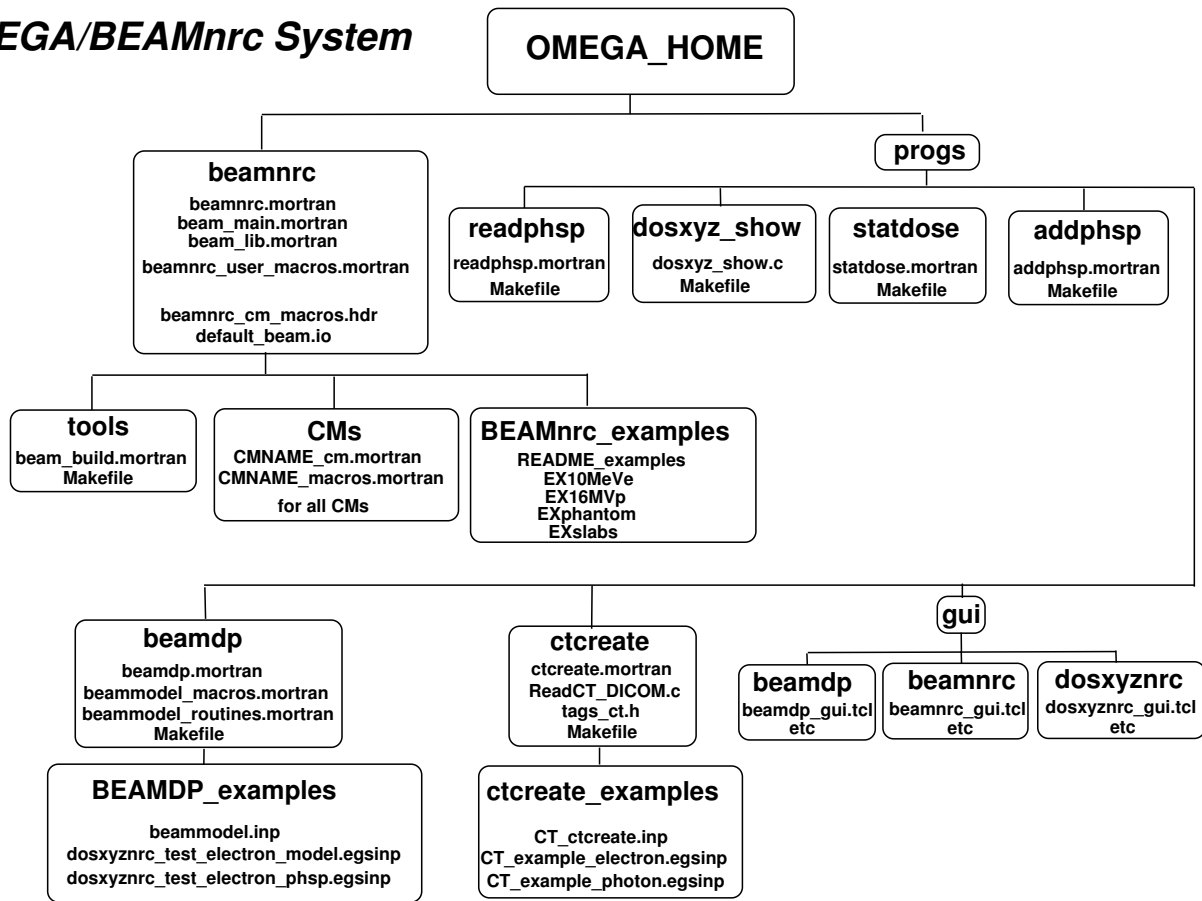 EGA/BEAMnrc System
OMEGA_HOME
beamnrc
beamnrc.mortran
beam_main.mortran
beam_lib.mortran
beamnrc_user_macros.mortran
beamnrc_cm_macros.hdr
default_beam.io
progs
readphsp
readphsp.mortran
Makefile
dosxyz_show
dosxyz_show.c
Makefile
statdose
statdose.mortran
Makefile
addphsp
addphsp.mortran
Makefile
tools
beam_build.mortran
Makefile
CMs
CMNAME_cm.mortran
CMNAME_macros.mortran
for all CMs
BEAMnrc_examples
README_examples
EX10MeVe
EX16MVp
EXphantom
EXslabs
beamdp
beamdp.mortran
beammodel_macros.mortran
beammodel_routines.mortran
Makefile
BEAMDP_examples
beammodel.inp
dosxyznrc_test_electron_model.egsinp
dosxyznrc_test_electron_phsp.egsinp
ctcreate
ctcreate.mortran
ReadCT_DICOM.c
tags_ct.h
Makefile
ctcreate_examples
CT_ctcreate.inp
CT_example_electron.egsinp
CT_example_photon.egsinp
gui
beamdp
beamdp_gui.tcl
etc
beamnrc
beamnrc_gui.tcl
etc
dosxyznrc
dosxyznrc_gui.tcl
etc